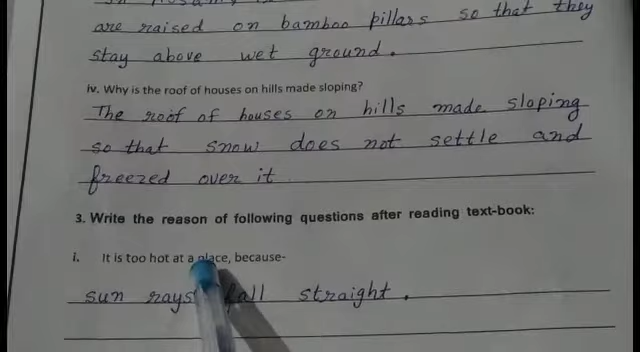 are raised on bamboo pillars so that they
stay above wet ground.
iv. Why is the roof of houses on hills made sloping?
The roof of houses on hills made sloping
so that snow does not settle and
freezed over it
3. Write the reason of following questions after reading text-book:
i. It is too hot at a place, because-
sun rays fall straight.